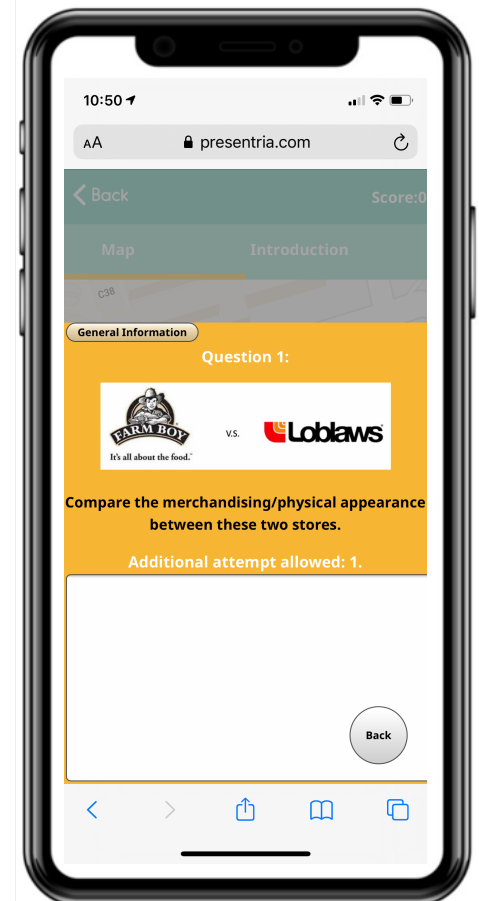 10:50
AA presentria.com
Back Score:0
Map Introduction
C38
General Information
Question 1:
FARM BOY
It's all about the food.™
v.s.
Loblaws
Compare the merchandising/physical appearance
between these two stores.
Additional attempt allowed: 1.
Back